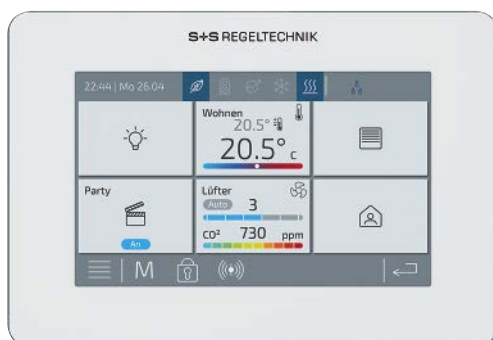 S+S REGELTECHNIK
22:44 | Mo 26.04
Wohnen
20.5°
20.5° c
Party
An
Lüfter
Auto 3
CO² 730 ppm
M